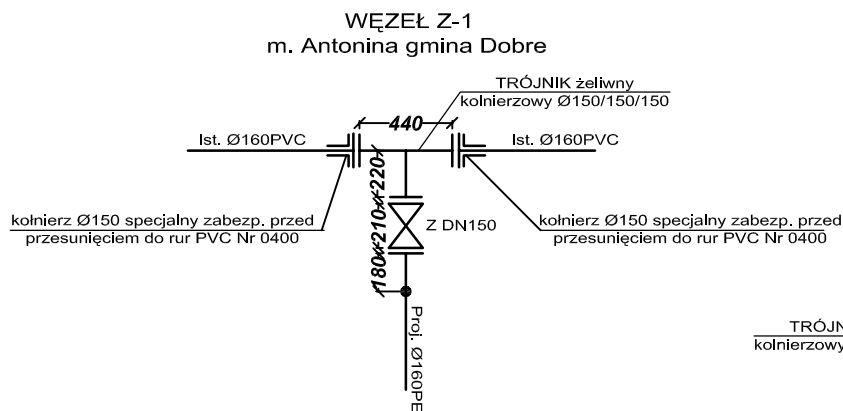 WĘZEŁ Z-1
m. Antonina gmina Dobre
TRÓJNIK żeliwny
kolnierzowy Ø150/150/150
440
Ist. Ø160PVC
Ist. Ø160PVC
220
210
180
kołnierz Ø150 specjalny zabezp. przed
przesunięciem do rur PVC Nr 0400
Z DN150
kołnierz Ø150 specjalny zabezp. przed
przesunięciem do rur PVC Nr 0400
Proj. Ø160PE
TRÓJN
kolnierzowy